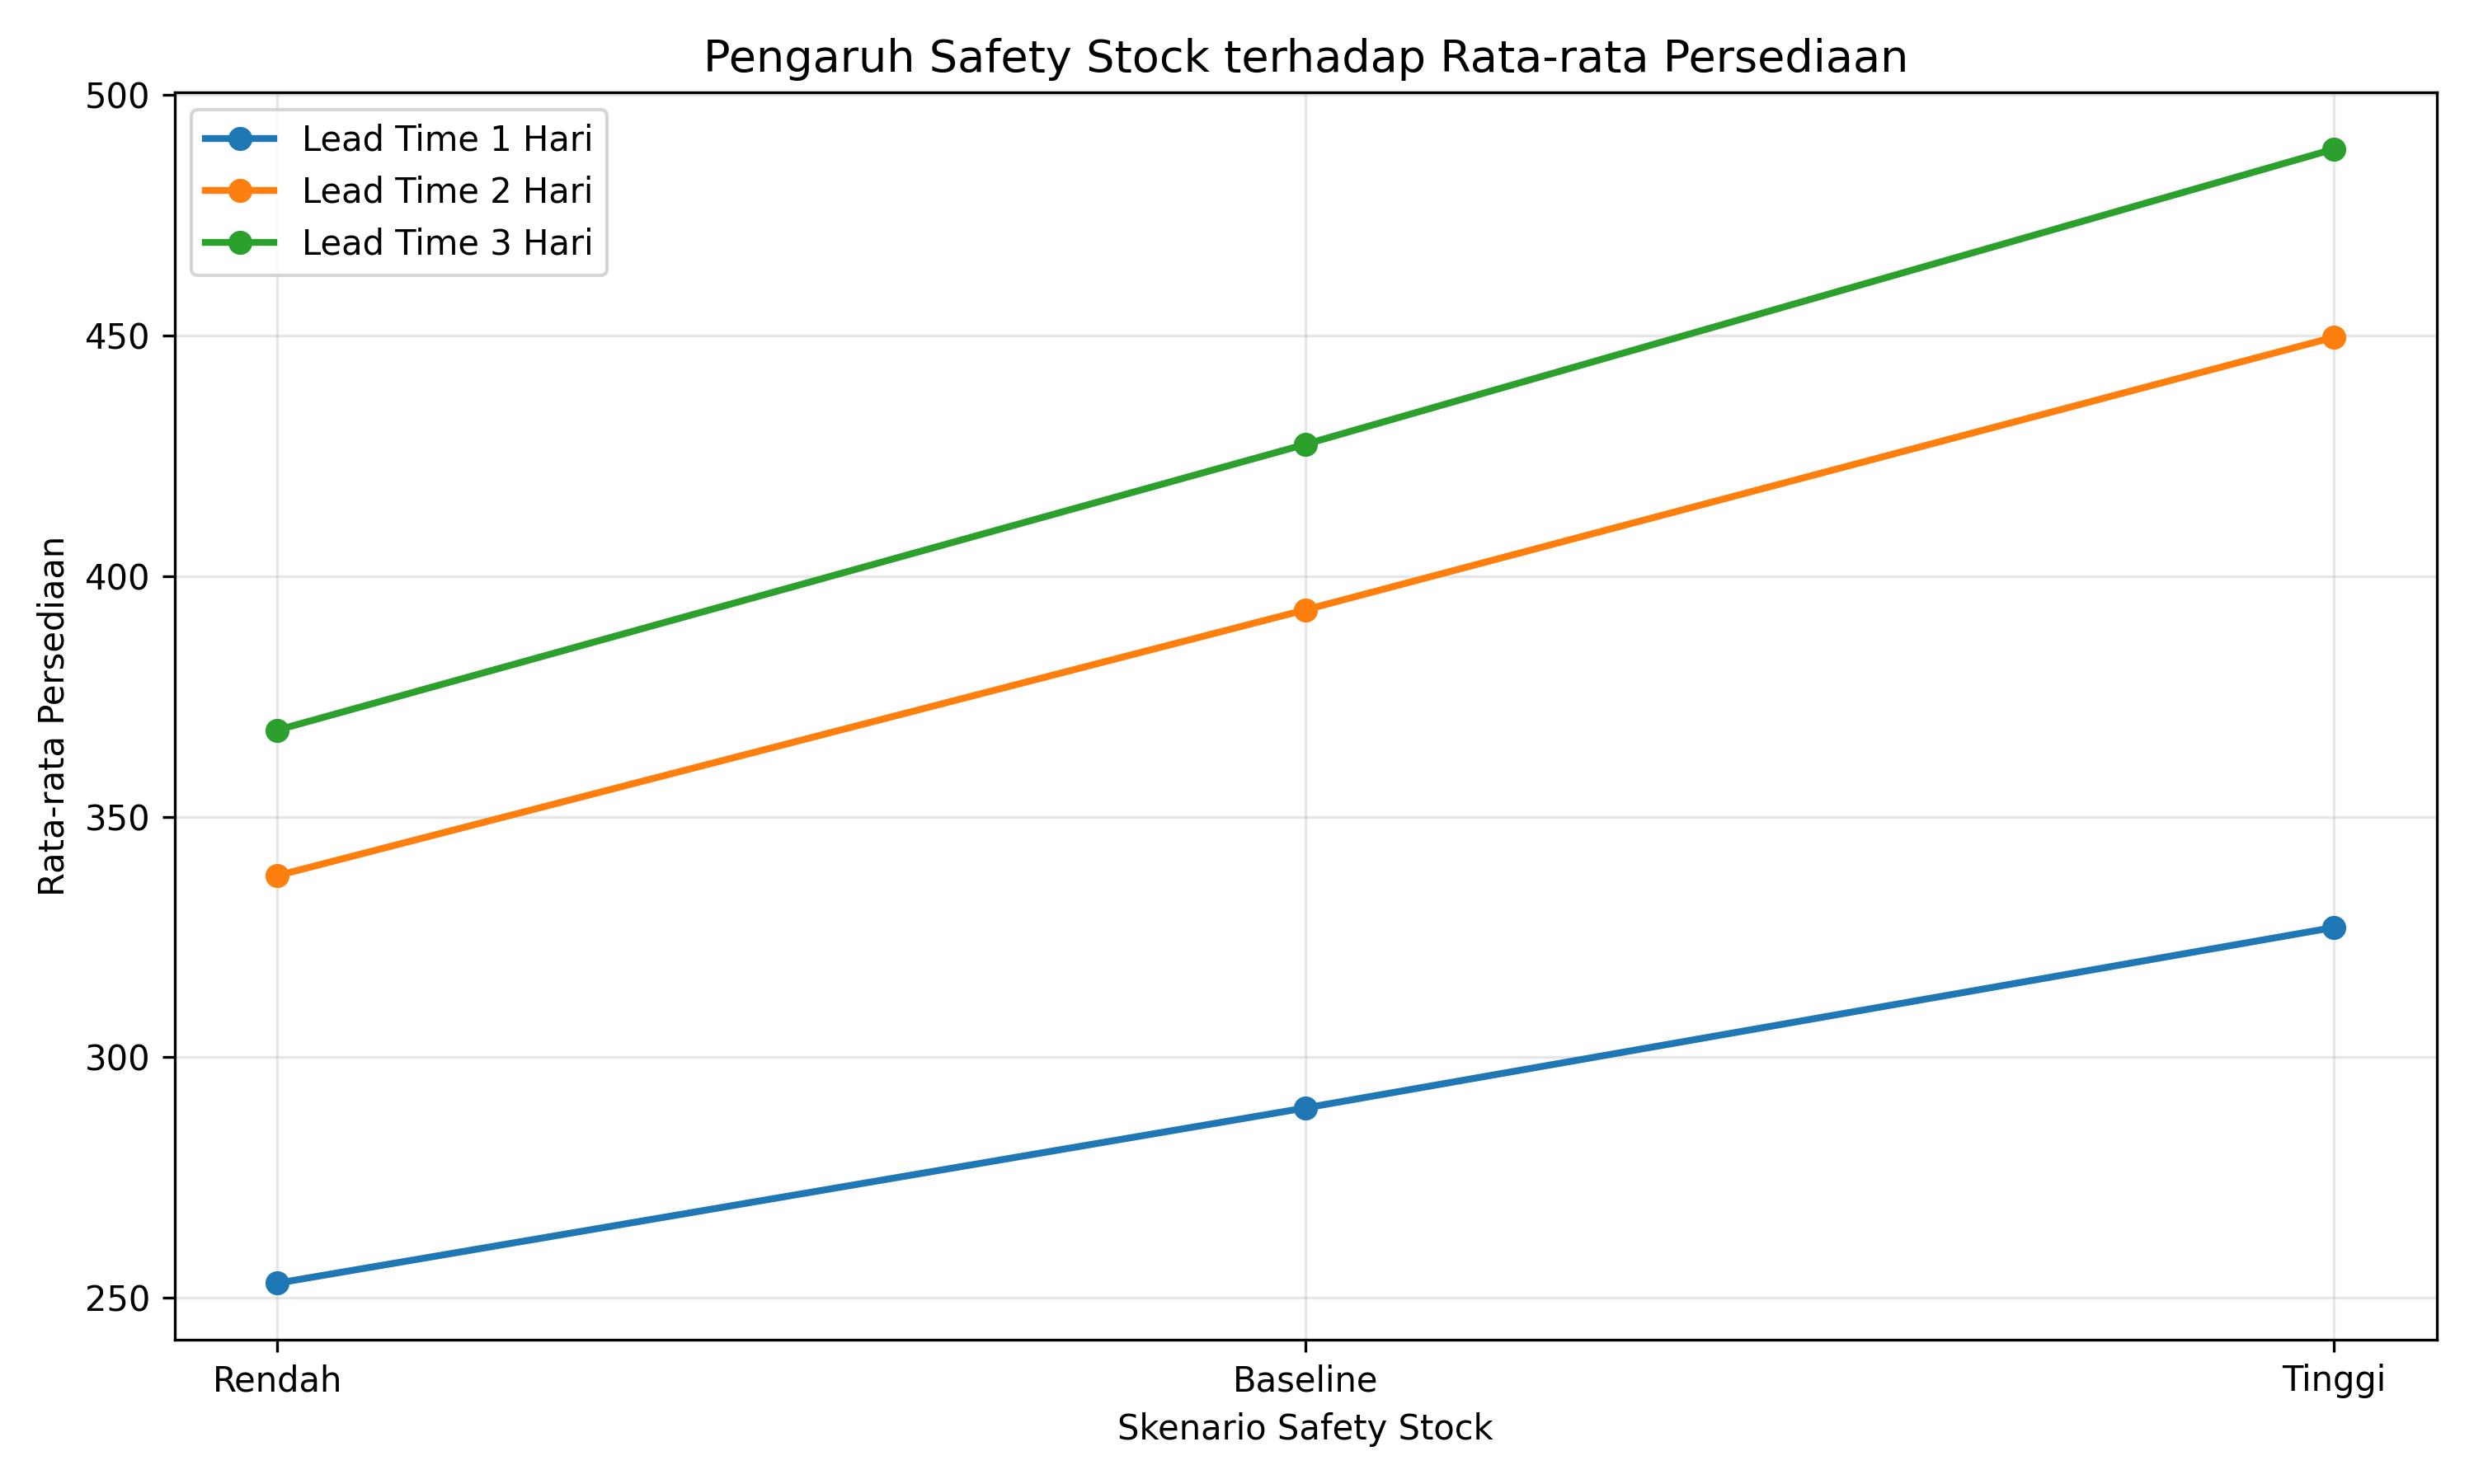 Pengaruh Safety Stock terhadap Rata-rata Persediaan
Lead Time 1 Hari
Lead Time 2 Hari
Lead Time 3 Hari
Rata-rata Persediaan
500
450
400
350
300
250
Rendah
Baseline
Tinggi
Skenario Safety Stock